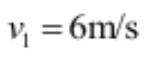 v₁ = 6m/s